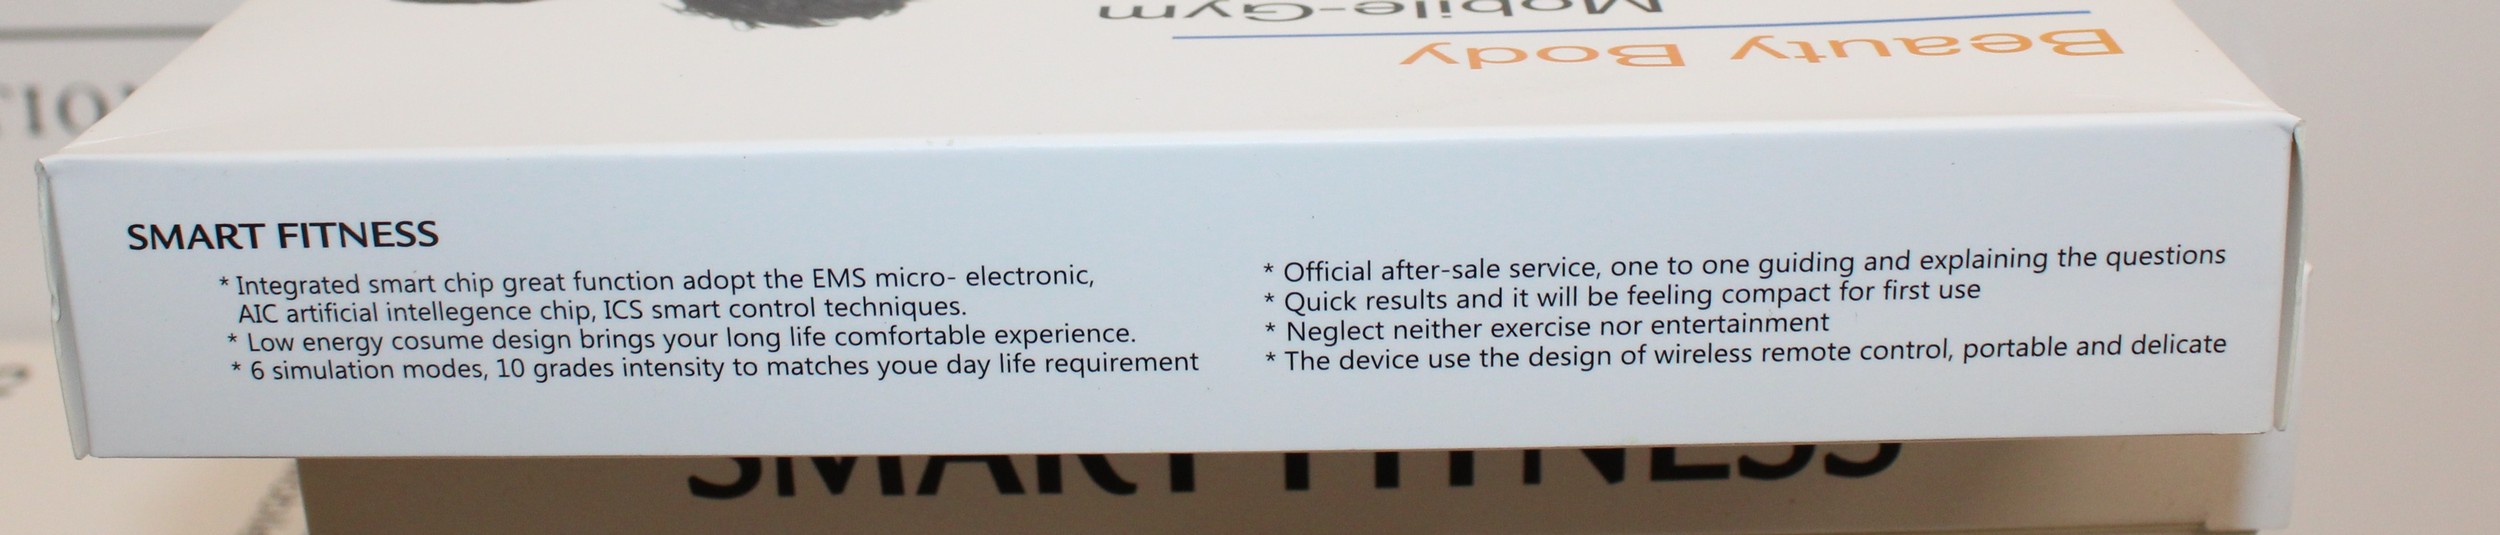 Mobile-Gym
Beauty Body
SMART FITNESS
* Integrated smart chip great function adopt the EMS micro- electronic,
AIC artificial intellegence chip, ICS smart control techniques.
* Low energy cosume design brings your long life comfortable experience.
* 6 simulation modes, 10 grades intensity to matches youe day life requirement
* Official after-sale service, one to one guiding and explaining the questions
* Quick results and it will be feeling compact for first use
* Neglect neither exercise nor entertainment
* The device use the design of wireless remote control, portable and delicate
SMART FITNESS